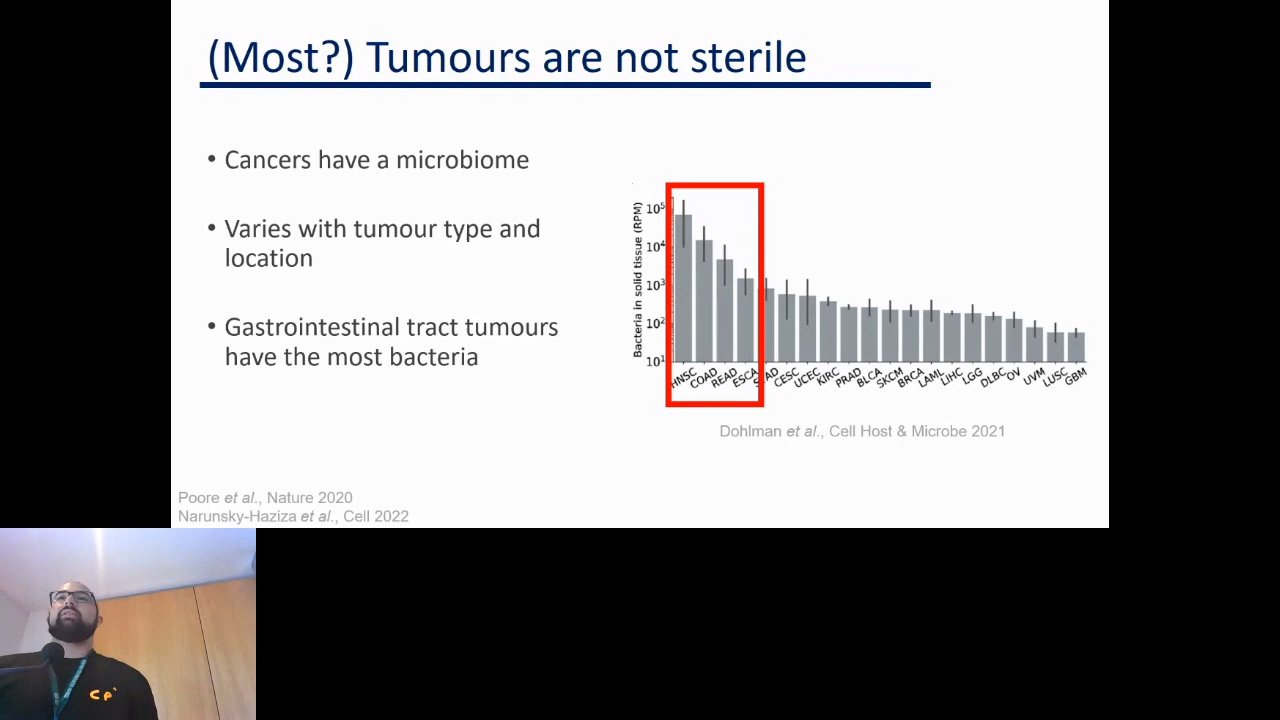 (Most?) Tumours are not sterile
• Cancers have a microbiome
• Varies with tumour type and
location
• Gastrointestinal tract tumours
have the most bacteria
Bacteria in solid tissue (RPM)
10⁵
10⁴
10³
10²
10¹
HNSC COAD READ ESCA STAD CESC UCEC KIRC PRAD BLCA SKCM BRCA LAML LIHC LGG DLBC OV UVM LUSC GBM
Dohlman et al., Cell Host & Microbe 2021
Poore et al., Nature 2020
Narunsky-Haziza et al., Cell 2022